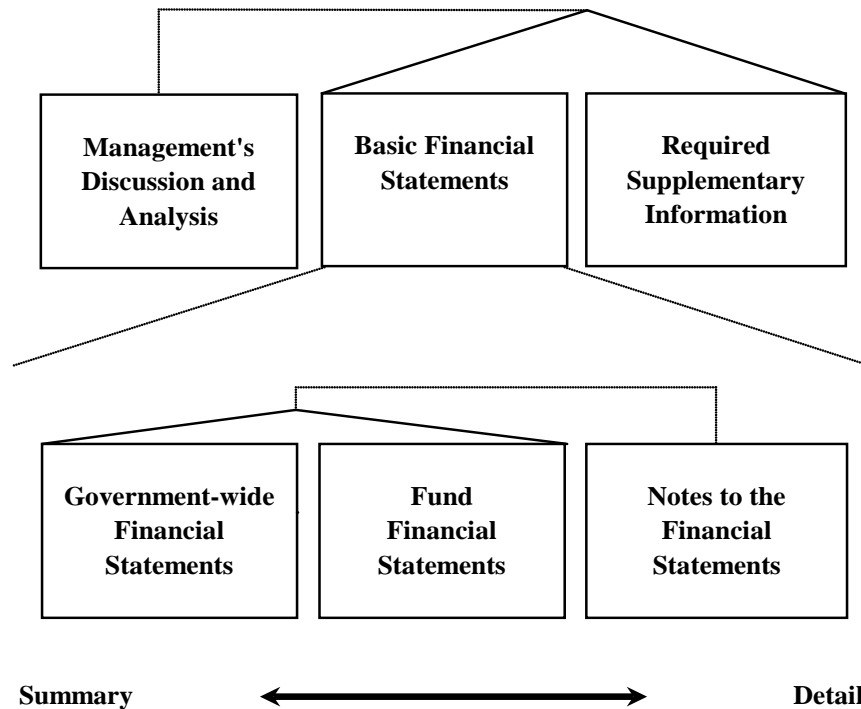 Management's
Discussion and
Analysis
Basic Financial
Statements
Required
Supplementary
Information
Government-wide
Financial
Statements
Fund
Financial
Statements
Notes to the
Financial
Statements
Summary
Detail